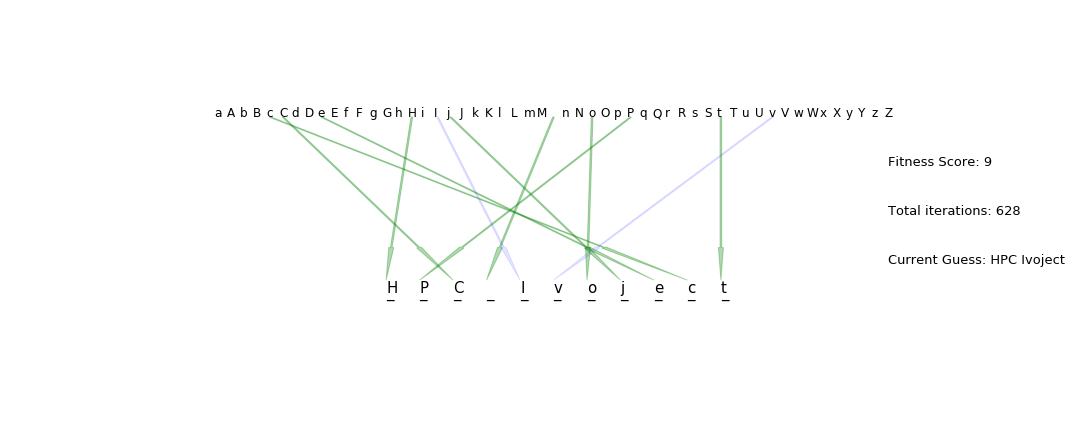 a A b B c C d D e E f F g G h H i I j J k K l L m M n N o O p P q Q r R s S t T u U v V w W x X y Y z Z
Fitness Score: 9
Total iterations: 628
Current Guess: HPC Ivoject
H P C _ I v o j e c t